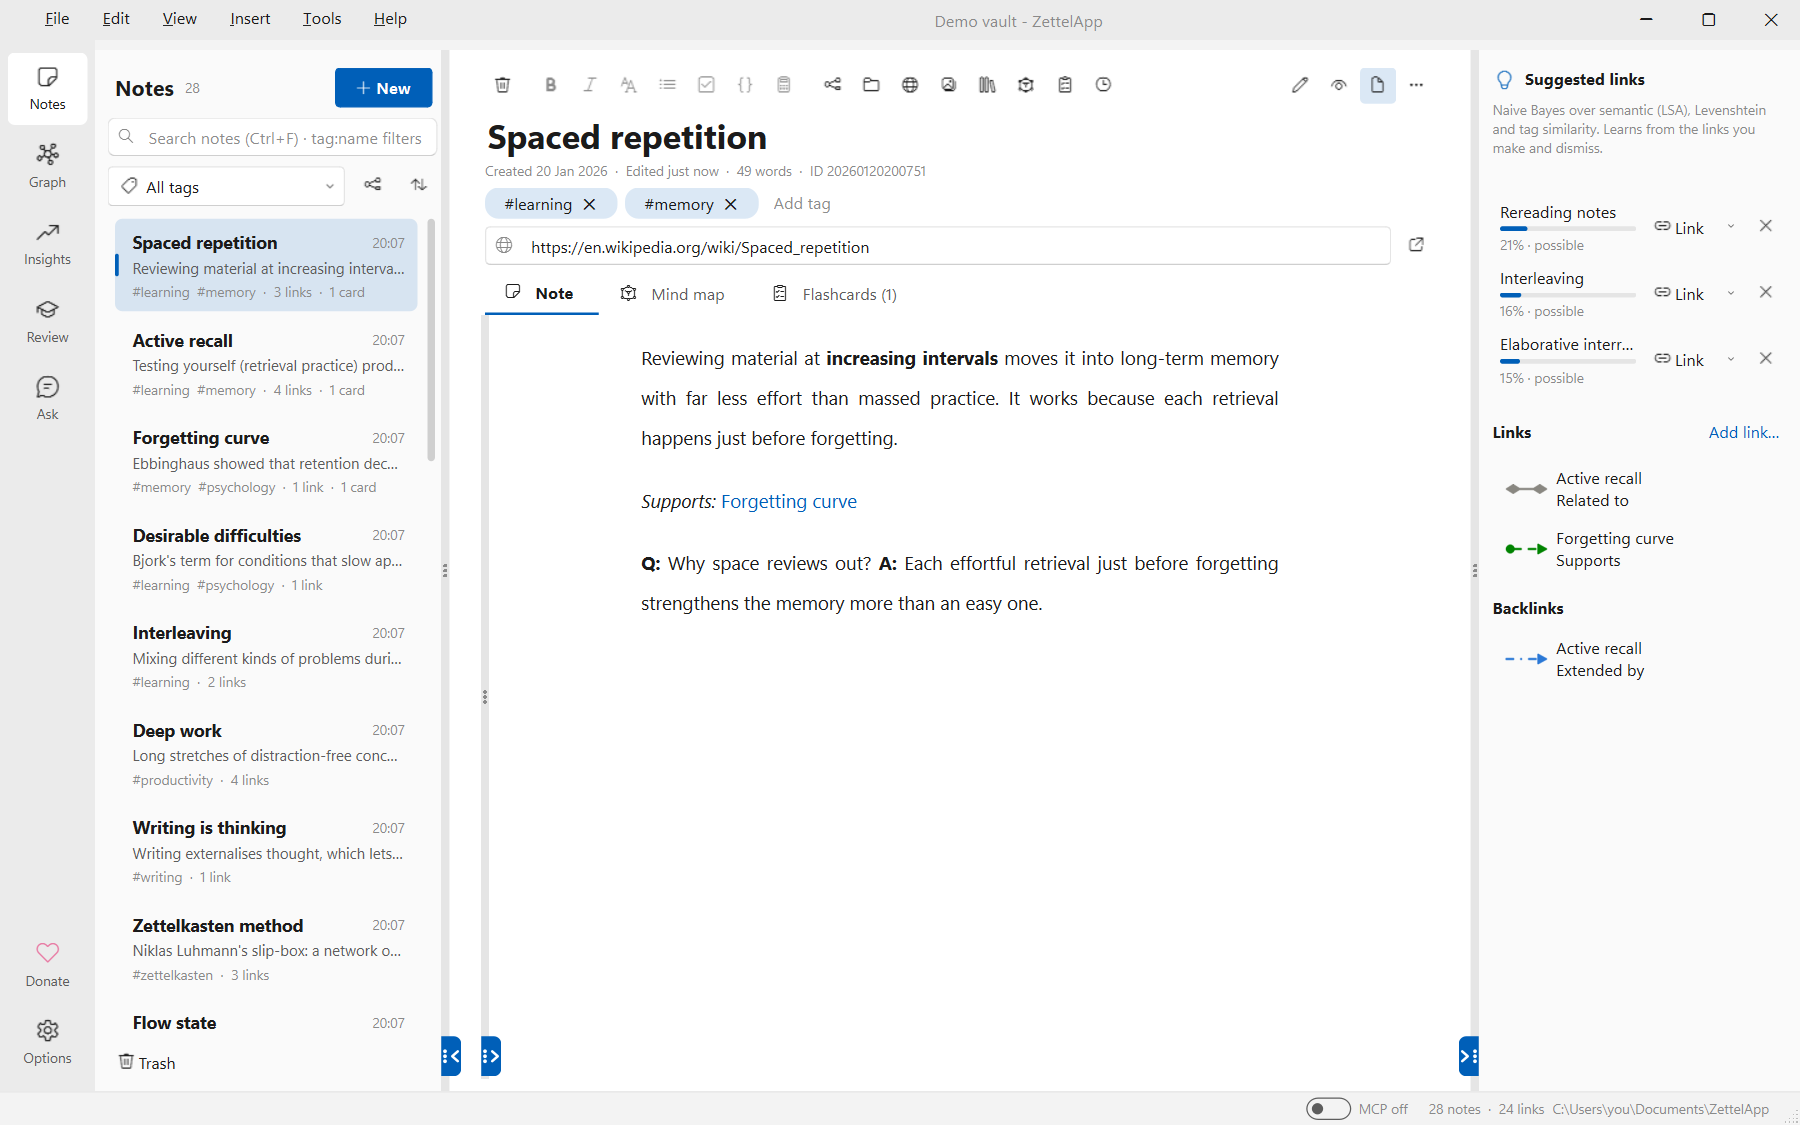 File Edit View Insert Tools Help
Demo vault - ZettelApp
Notes
Graph
Insights
Review
Ask
Donate
Options
Notes 28
+ New
Search notes (Ctrl+F) · tag:name filters
All tags
Spaced repetition 20:07
Reviewing material at increasing interva...
#learning #memory · 3 links · 1 card
Active recall 20:07
Testing yourself (retrieval practice) prod...
#learning #memory · 4 links · 1 card
Forgetting curve 20:07
Ebbinghaus showed that retention dec...
#memory #psychology · 1 link · 1 card
Desirable difficulties 20:07
Bjork's term for conditions that slow ap...
#learning #psychology · 1 link
Interleaving 20:07
Mixing different kinds of problems duri...
#learning · 2 links
Deep work 20:07
Long stretches of distraction-free conc...
#productivity · 4 links
Writing is thinking 20:07
Writing externalises thought, which lets...
#writing · 1 link
Zettelkasten method 20:07
Niklas Luhmann's slip-box: a network o...
#zettelkasten · 3 links
Flow state 20:07
Trash
Spaced repetition
Created 20 Jan 2026 · Edited just now · 49 words · ID 20260120200751
#learning #memory Add tag
https://en.wikipedia.org/wiki/Spaced_repetition
Note Mind map Flashcards (1)
Reviewing material at increasing intervals moves it into long-term memory
with far less effort than massed practice. It works because each retrieval
happens just before forgetting.
Supports: Forgetting curve
Q: Why space reviews out? A: Each effortful retrieval just before forgetting
strengthens the memory more than an easy one.
Suggested links
Naive Bayes over semantic (LSA), Levenshtein
and tag similarity. Learns from the links you
make and dismiss.
Rereading notes
Link
21% · possible
Interleaving
Link
16% · possible
Elaborative interr...
Link
15% · possible
Links Add link...
Active recall
Related to
Forgetting curve
Supports
Backlinks
Active recall
Extended by
MCP off 28 notes · 24 links C:\Users\you\Documents\ZettelApp